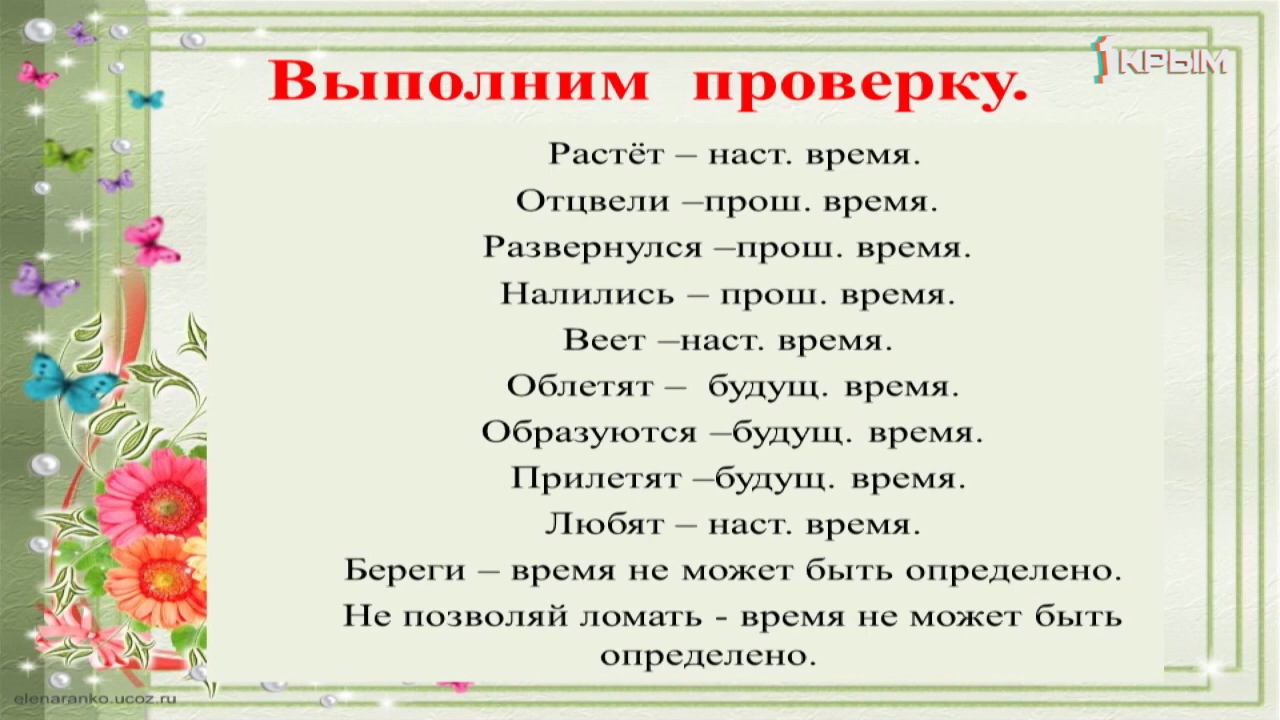 1 КРЫМ
Выполним проверку.
Растёт – наст. время.
Отцвели –прош. время.
Развернулся –прош. время.
Налились – прош. время.
Веет –наст. время.
Облетят – будущ. время.
Образуются –будущ. время.
Прилетят –будущ. время.
Любят – наст. время.
Береги – время не может быть определено.
Не позволяй ломать - время не может быть
определено.
elenaranko.ucoz.ru